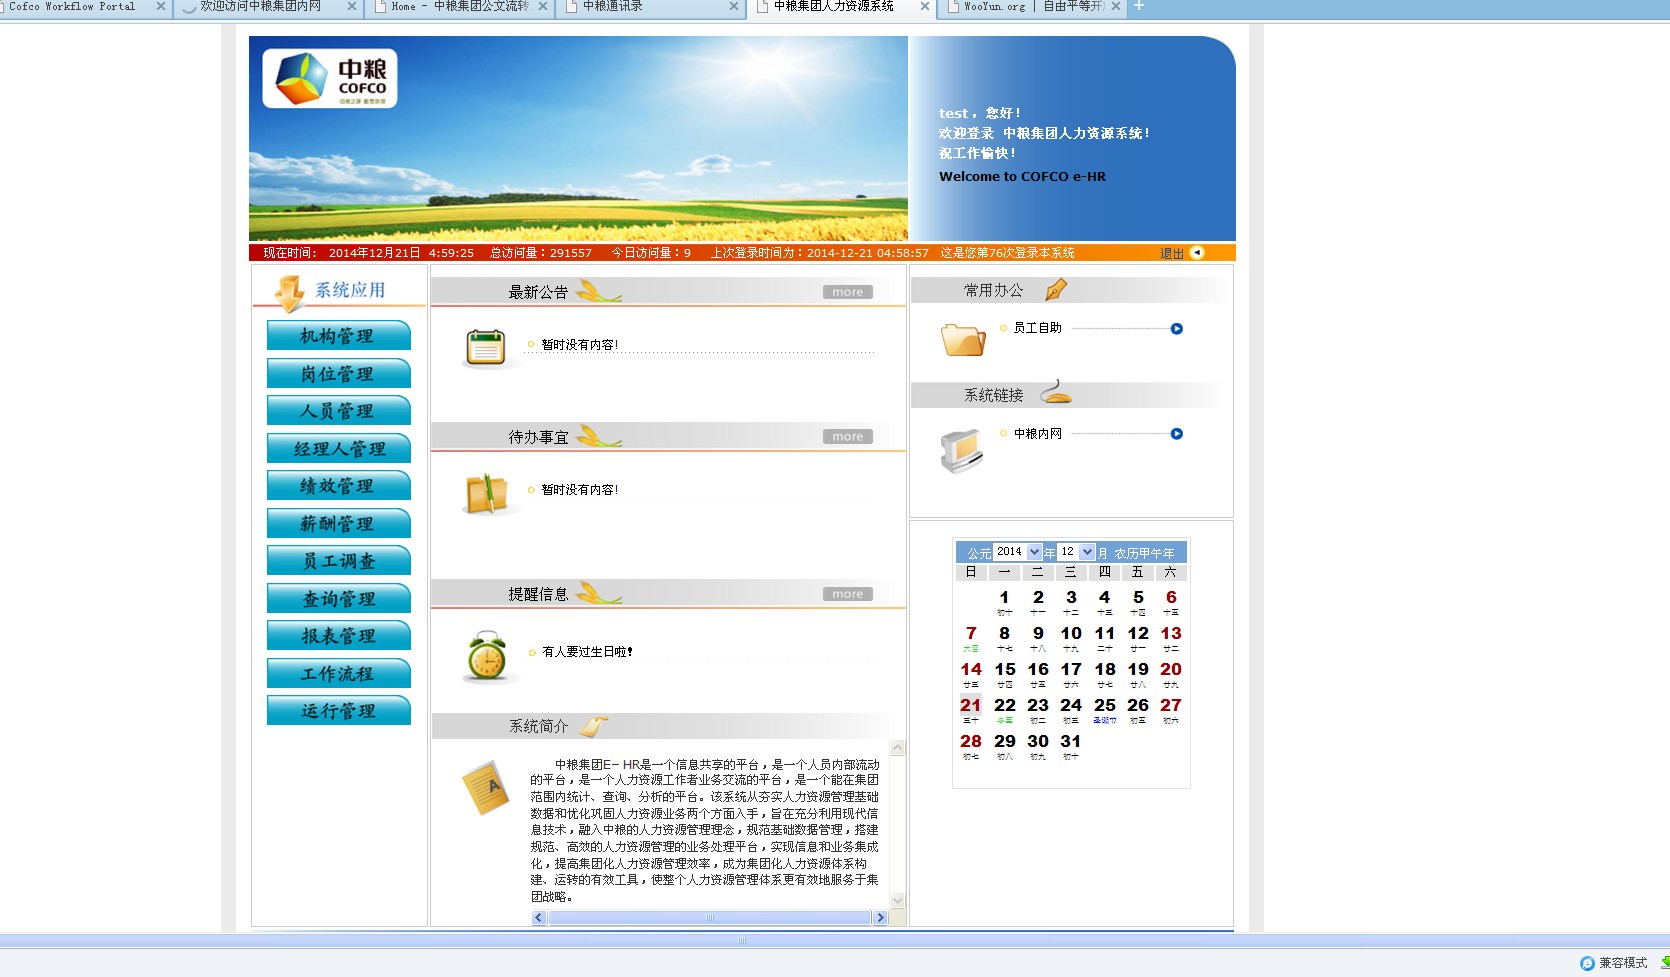 Cofco Workflow Portal
欢迎访问中粮集团内网
Home - 中粮集团公文流转
中粮通讯录
中粮集团人力资源系统
WooYun.org | 自由平等开
中粮
COFCO
自然之源 重塑你我
test，您好！
欢迎登录 中粮集团人力资源系统！
祝工作愉快！
Welcome to COFCO e-HR
现在时间： 2014年12月21日 4:59:25 总访问量：291557 今日访问量：9 上次登录时间为：2014-12-21 04:58:57 这是您第76次登录本系统 退出
系统应用
机构管理
岗位管理
人员管理
经理人管理
绩效管理
薪酬管理
员工调查
查询管理
报表管理
工作流程
运行管理
最新公告 more
暂时没有内容！
待办事宜 more
暂时没有内容！
提醒信息 more
有人要过生日啦！
系统简介
A
中粮集团E-HR是一个信息共享的平台，是一个人员内部流动
的平台，是一个人力资源工作者业务交流的平台，是一个能在集团
范围内统计、查询、分析的平台。该系统从夯实人力资源管理基础
数据和优化巩固人力资源业务两个方面入手，旨在充分利用现代信
息技术，融入中粮的人力资源管理理念，规范基础数据管理，搭建
规范、高效的人力资源管理的业务处理平台，实现信息和业务集成
化，提高集团化人力资源管理效率，成为集团化人力资源体系构
建、运转的有效工具，使整个人力资源管理体系更有效地服务于集
团战略。
常用办公
员工自助
系统链接
中粮内网
公元 2014 年 12 月 农历甲午年
日 一 二 三 四 五 六
1 2 3 4 5 6
初十 十一 十二 十三 十四 十五
7 8 9 10 11 12 13
大雪 十七 十八 十九 二十 廿一 廿二
14 15 16 17 18 19 20
廿三 廿四 廿五 廿六 廿七 廿八 廿九
21 22 23 24 25 26 27
三十 冬至 初二 初三 圣诞节 初五 初六
28 29 30 31
初七 初八 初九 初十
兼容模式